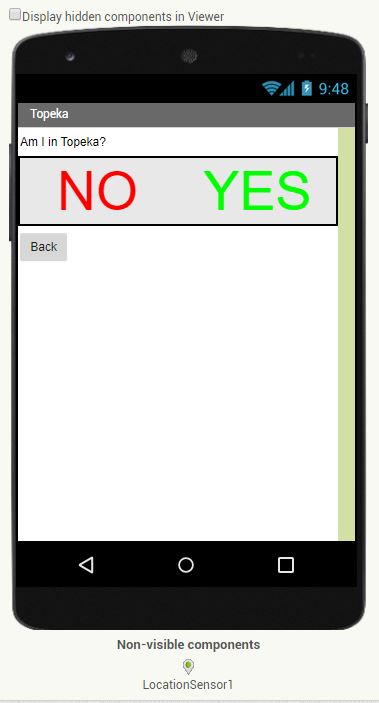 Display hidden components in Viewer
9:48
Topeka
Am I in Topeka?
NO YES
Back
Non-visible components
LocationSensor1